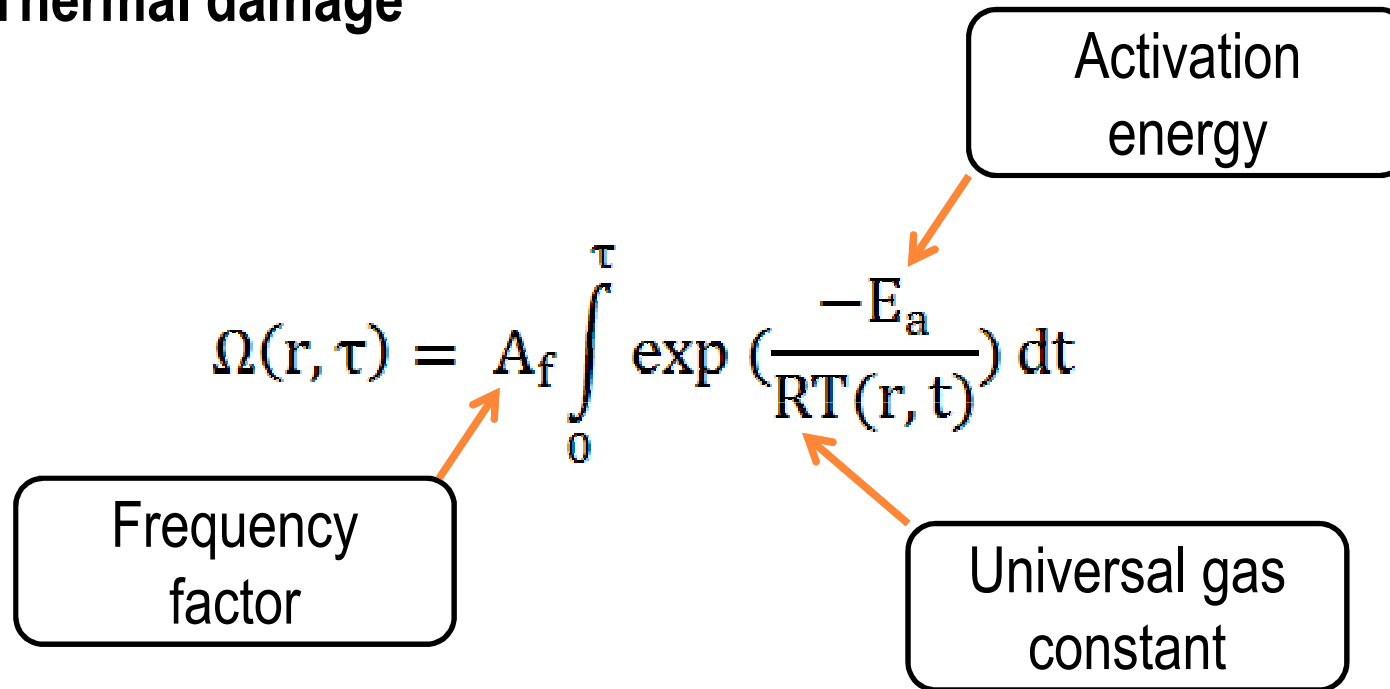 Thermal damage
Activation
energy
Ω(r, τ) = A_f ∫_0^τ exp (−E_a / RT(r, t)) dt
Frequency
factor
Universal gas
constant